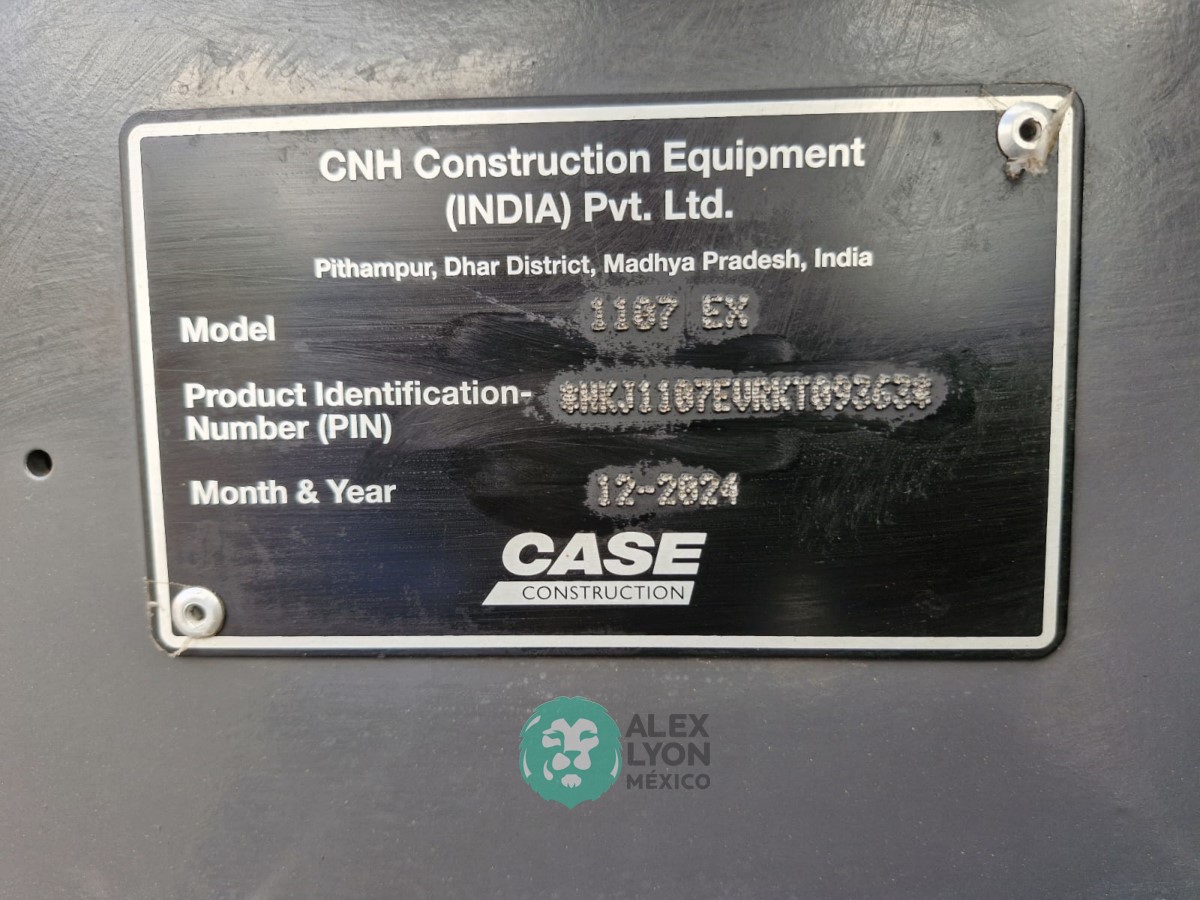 CNH Construction Equipment
(INDIA) Pvt. Ltd.
Pithampur, Dhar District, Madhya Pradesh, India
Model 1107 EX
Product Identification-
Number (PIN) *HKJ1107EVRKT09363*
Month & Year 12-2024
CASE
CONSTRUCTION
ALEX
LYON
MÉXICO